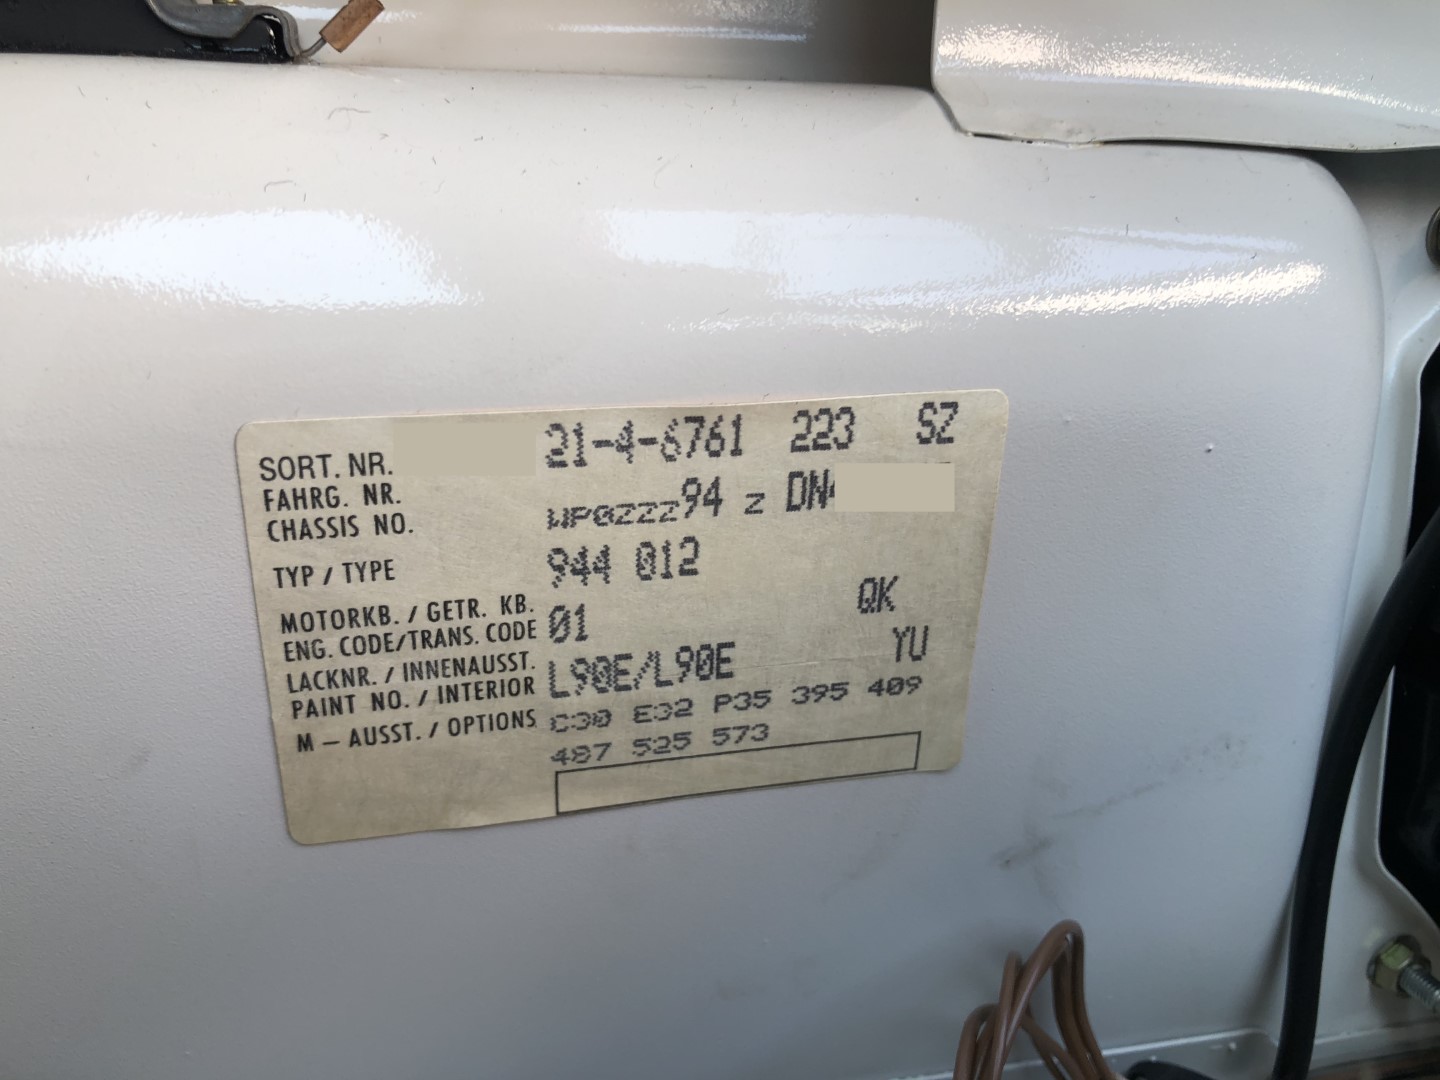 SORT. NR. 21-4-6761 223 SZ
FAHRG. NR.
CHASSIS NO. WP0ZZZ94 Z DN
TYP / TYPE 944 012
MOTORKB. / GETR. KB. QK
ENG. CODE/TRANS. CODE 01
LACKNR. / INNENAUSST. YU
PAINT NO. / INTERIOR L90E/L90E
M – AUSST. / OPTIONS C30 E32 P35 395 409
487 525 573